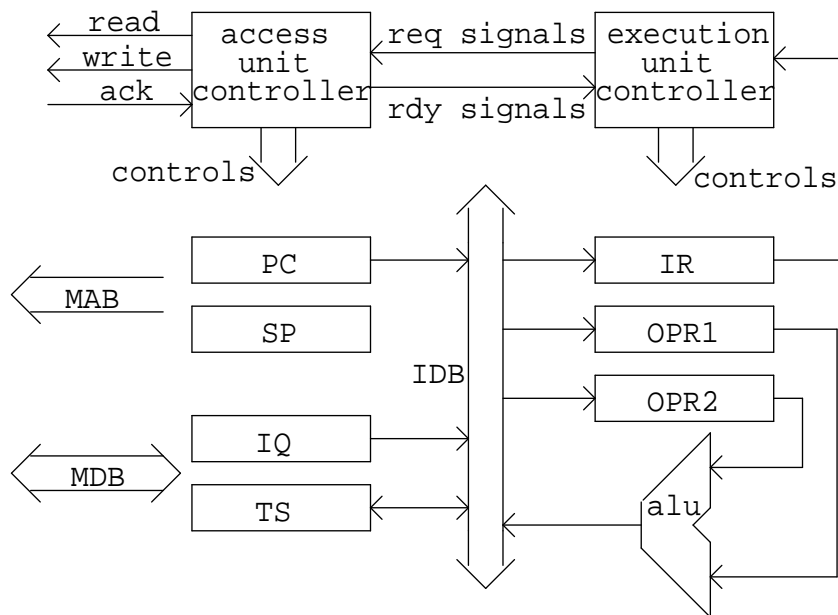 read
write
ack
access
unit
controller
req signals
rdy signals
execution
unit
controller
controls
controls
MAB
PC
SP
IDB
IR
OPR1
OPR2
MDB
IQ
TS
alu